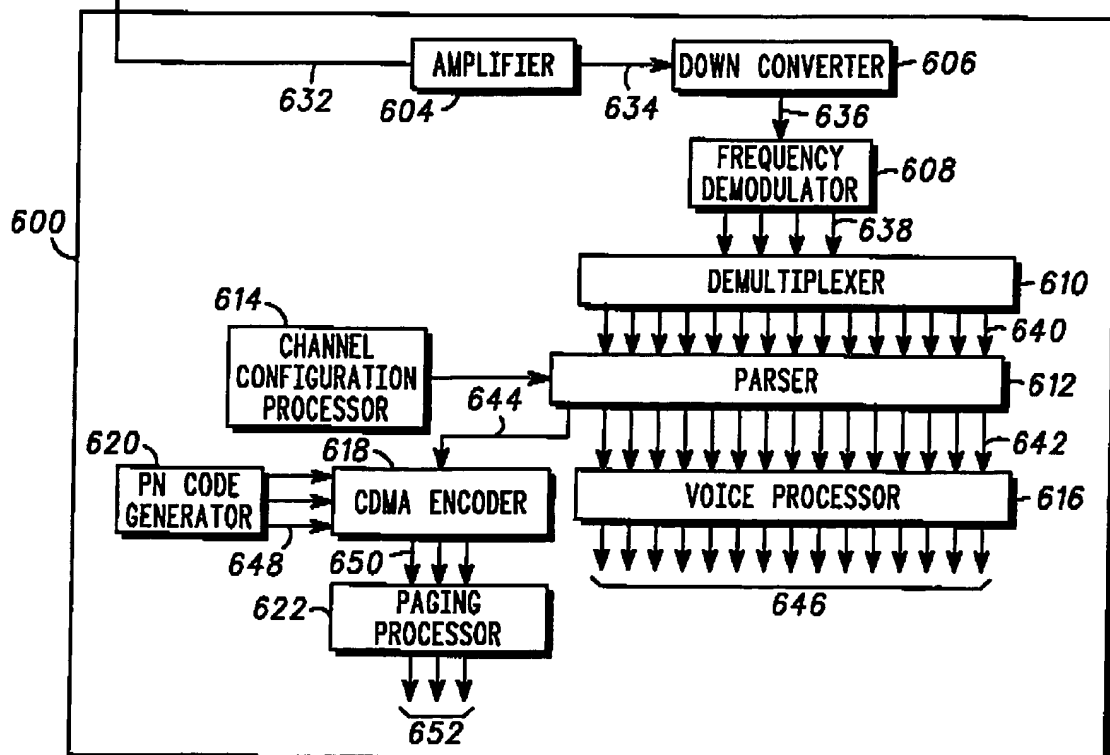 AMPLIFIER
DOWN CONVERTER
606
632
604
634
636
FREQUENCY
DEMODULATOR
608
600
638
DEMULTIPLEXER
610
614
640
CHANNEL
CONFIGURATION
PROCESSOR
PARSER
612
644
642
620
618
PN CODE
GENERATOR
CDMA ENCODER
VOICE PROCESSOR
616
648
650
646
622
PAGING
PROCESSOR
652